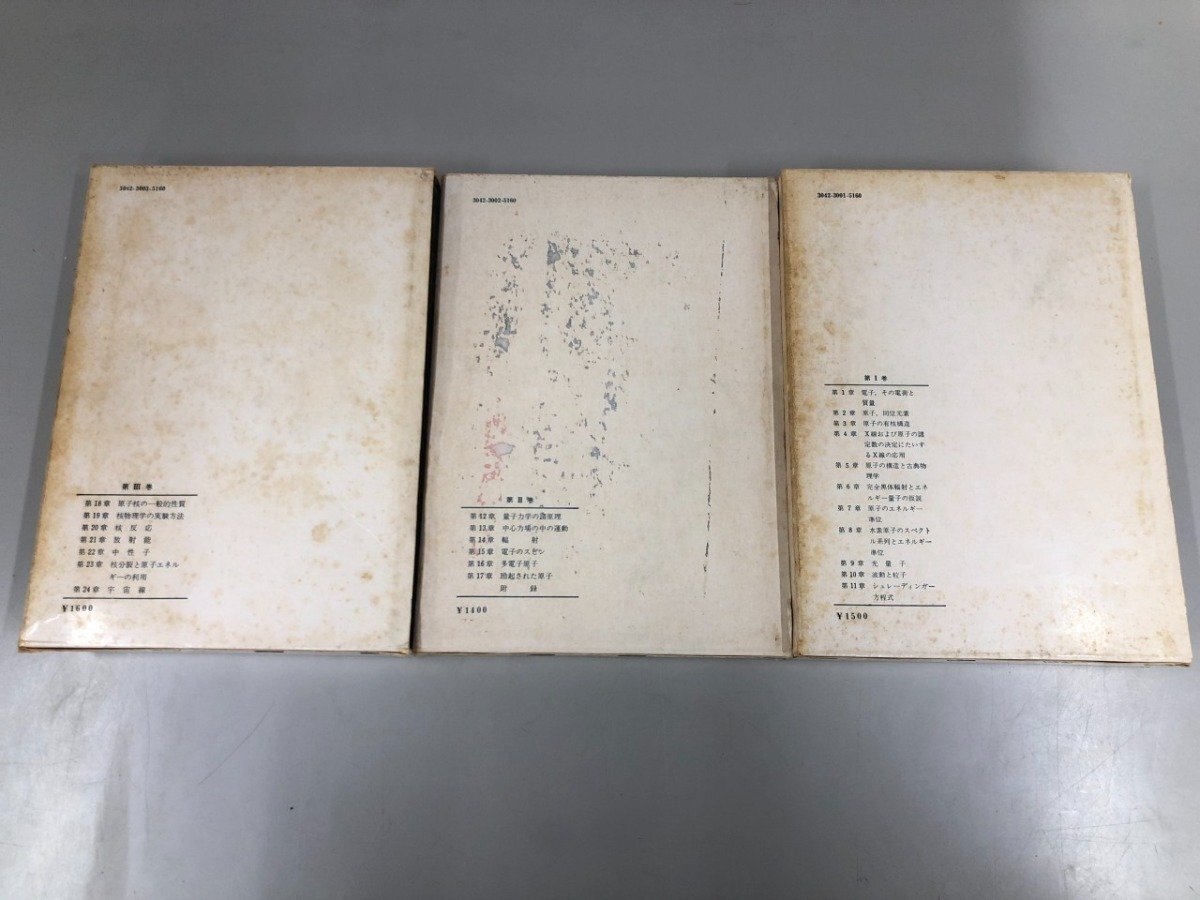 3042-3003-5160
第III巻
第18章 原子核の一般的性質
第19章 核物理学の実験方法
第20章 核反応
第21章 放射能
第22章 中性子
第23章 核分裂と原子エネル
ギーの利用
第24章 宇宙線
¥1600
3042-3002-5160
第II巻
第12章 量子力学の諸原理
第13章 中心力場の中の運動
第14章 輻射
第15章 電子のスピン
第16章 多電子原子
第17章 励起された原子
附録
¥1400
3042-3001-5160
第I巻
第1章 電子，その電荷と
質量
第2章 原子，同位元素
第3章 原子の有核構造
第4章 X線および原子の諸
定数の決定にたいす
るX線の応用
第5章 原子の構造と古典物
理学
第6章 完全黒体輻射とエネ
ルギー量子の仮説
第7章 原子のエネルギー
準位
第8章 水素原子のスペクト
ル系列とエネルギー
準位
第9章 光量子
第10章 波動と粒子
第11章 シュレーディンガー
方程式
¥1500